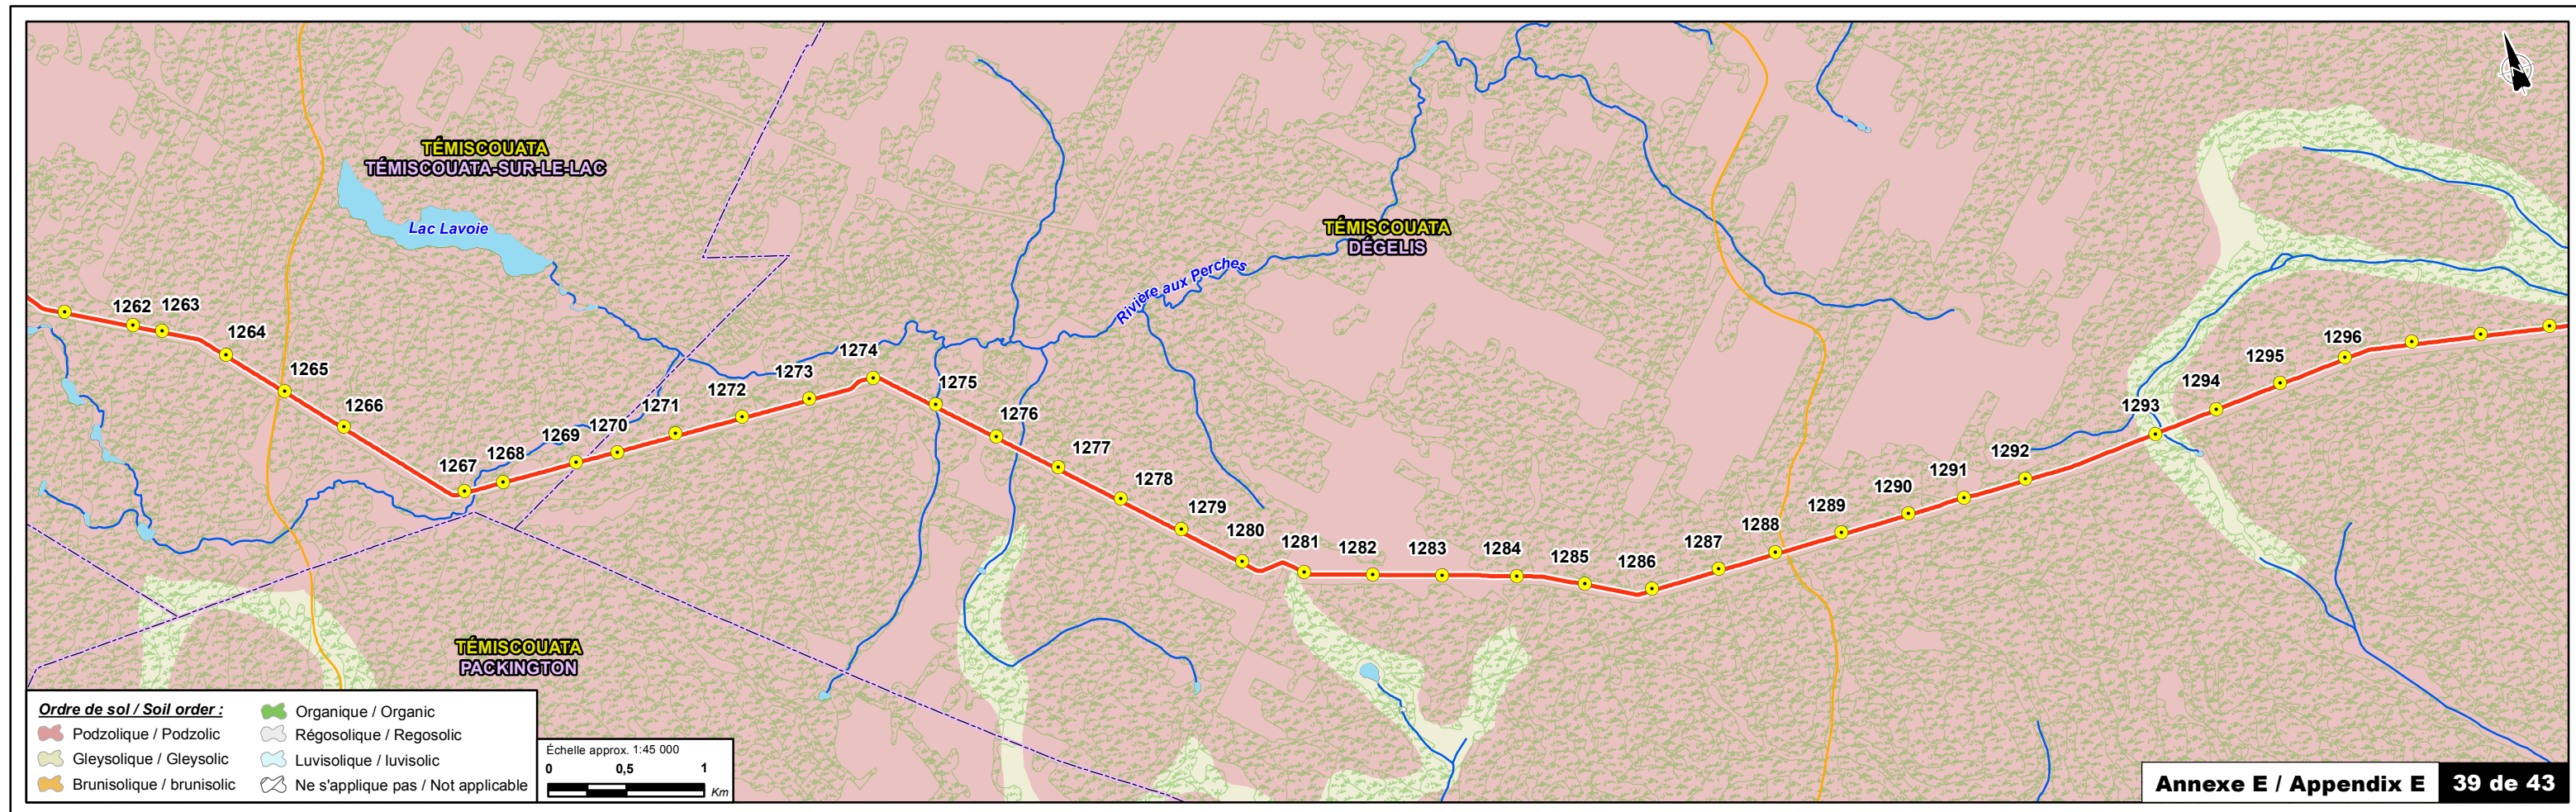 TÉMISCOUATA
TÉMISCOUATA-SUR-LE-LAC
Lac Lavoie
N
TÉMISCOUATA
DÉGELIS
Rivière aux Perches
1262
1263
1264
1265
1266
1267
1268
1269
1270
1271
1272
1273
1274
1275
1276
1277
1278
1279
1280
1281
1282
1283
1284
1285
1286
1287
1288
1289
1290
1291
1292
1293
1294
1295
1296
TÉMISCOUATA
PACKINGTON
Ordre de sol / Soil order :
Podzolique / Podzolic
Gleysolique / Gleysolic
Brunisolique / brunisolic
Organique / Organic
Régosolique / Regosolic
Luvisolique / luvisolic
Ne s'applique pas / Not applicable
Échelle approx. 1:45 000
0 0,5 1
Km
Annexe E / Appendix E 39 de 43